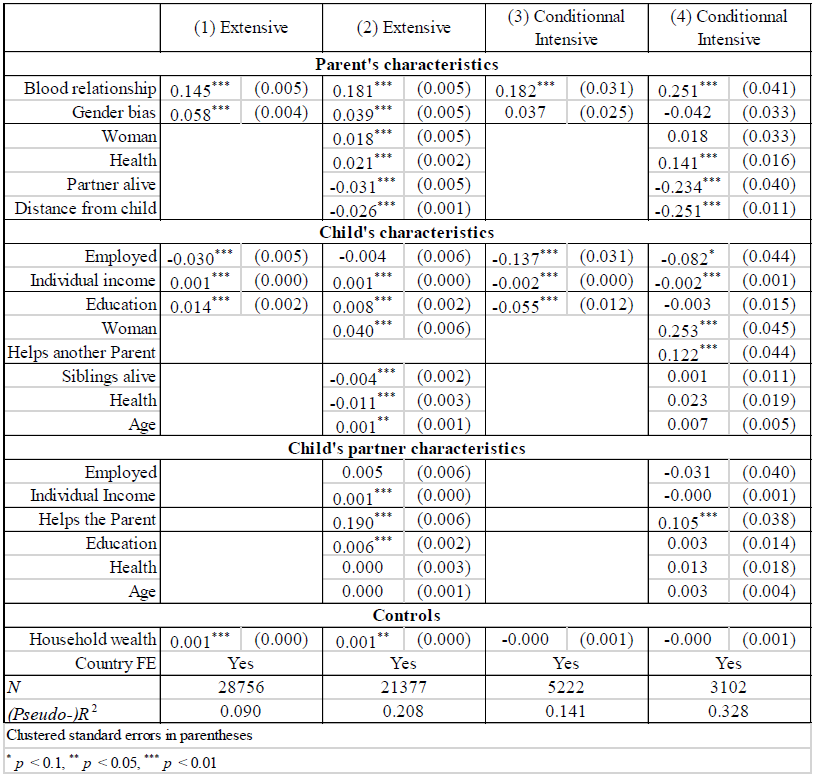 (1) Extensive (2) Extensive (3) Conditionnal Intensive (4) Conditionnal Intensive
Parent's characteristics
Blood relationship 0.145*** (0.005) 0.181*** (0.005) 0.182*** (0.031) 0.251*** (0.041)
Gender bias 0.058*** (0.004) 0.039*** (0.005) 0.037 (0.025) -0.042 (0.033)
Woman 0.018*** (0.005) 0.018 (0.033)
Health 0.021*** (0.002) 0.141*** (0.016)
Partner alive -0.031*** (0.005) -0.234*** (0.040)
Distance from child -0.026*** (0.001) -0.251*** (0.011)
Child's characteristics
Employed -0.030*** (0.005) -0.004 (0.006) -0.137*** (0.031) -0.082* (0.044)
Individual income 0.001*** (0.000) 0.001*** (0.000) -0.002*** (0.000) -0.002*** (0.001)
Education 0.014*** (0.002) 0.008*** (0.002) -0.055*** (0.012) -0.003 (0.015)
Woman 0.040*** (0.006) 0.253*** (0.045)
Helps another Parent 0.122*** (0.044)
Siblings alive -0.004*** (0.002) 0.001 (0.011)
Health -0.011*** (0.003) 0.023 (0.019)
Age 0.001** (0.001) 0.007 (0.005)
Child's partner characteristics
Employed 0.005 (0.006) -0.031 (0.040)
Individual Income 0.001*** (0.000) -0.000 (0.001)
Helps the Parent 0.190*** (0.006) 0.105*** (0.038)
Education 0.006*** (0.002) 0.003 (0.014)
Health 0.000 (0.003) 0.013 (0.018)
Age 0.000 (0.001) 0.003 (0.004)
Controls
Household wealth 0.001*** (0.000) 0.001** (0.000) -0.000 (0.001) -0.000 (0.001)
Country FE Yes Yes Yes Yes
N 28756 21377 5222 3102
(Pseudo-)R² 0.090 0.208 0.141 0.328
Clustered standard errors in parentheses
* p < 0.1, ** p < 0.05, *** p < 0.01